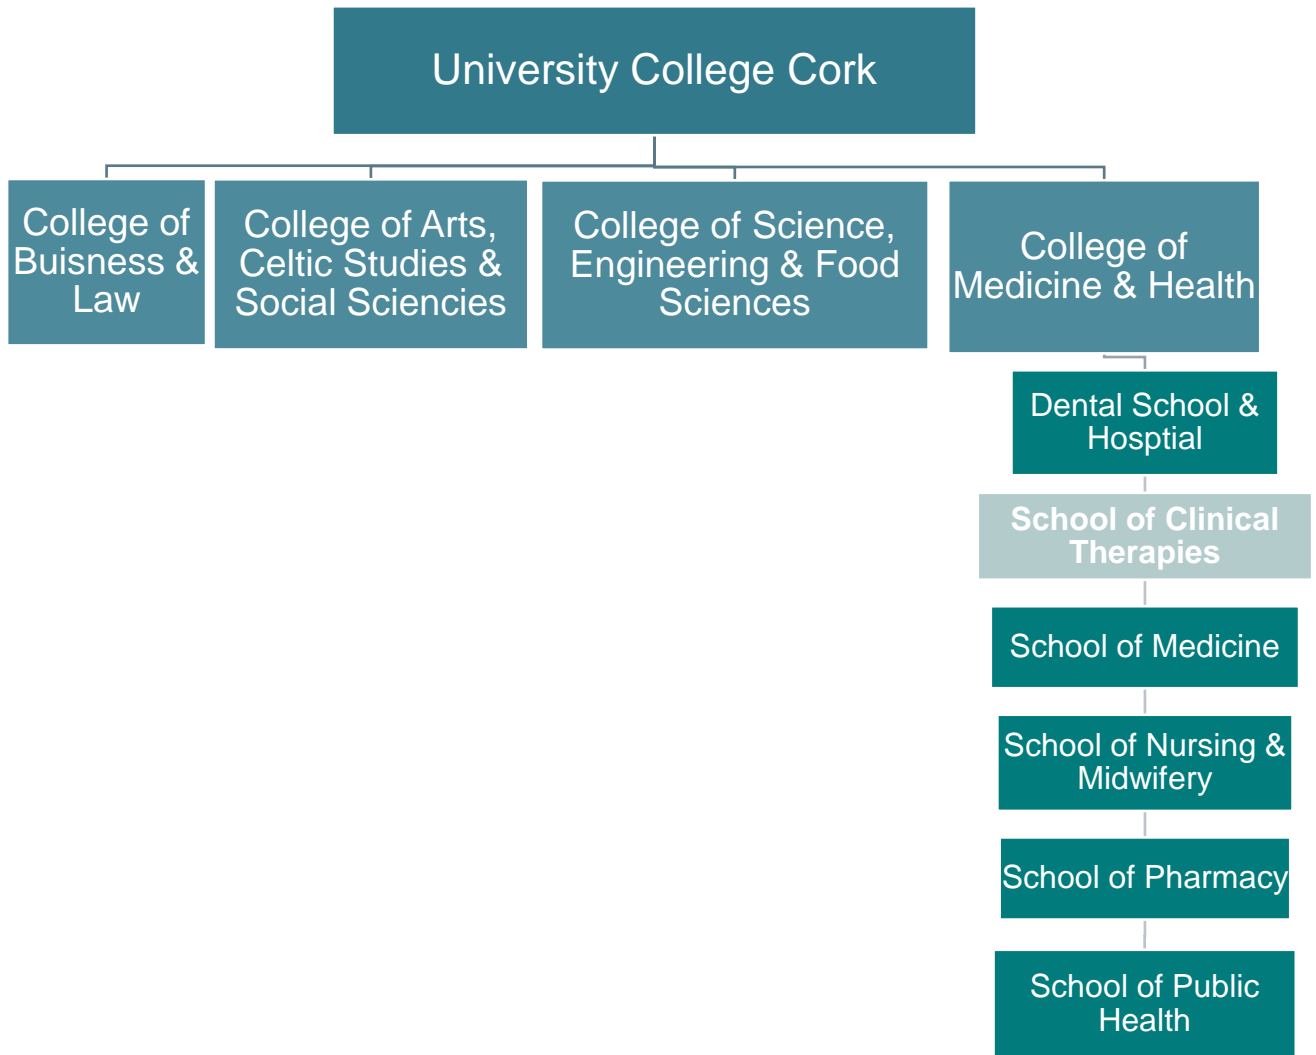 University College Cork
College of
Buisness &
Law
College of Arts,
Celtic Studies &
Social Sciencies
College of Science,
Engineering & Food
Sciences
College of
Medicine & Health
Dental School &
Hosptial
School of Clinical
Therapies
School of Medicine
School of Nursing &
Midwifery
School of Pharmacy
School of Public
Health